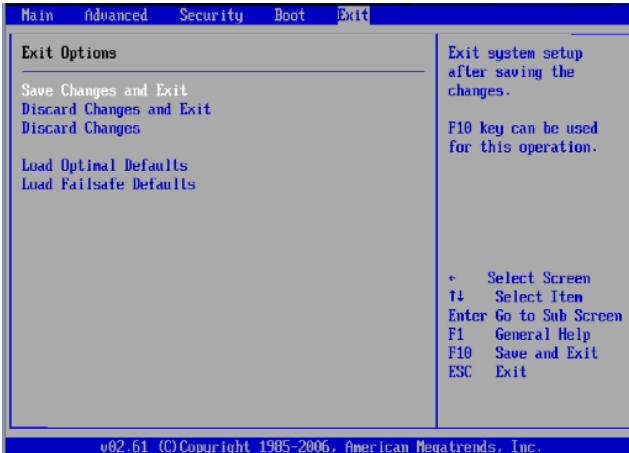 Main Advanced Security Boot Exit
Exit Options
Save Changes and Exit
Discard Changes and Exit
Discard Changes
Load Optimal Defaults
Load Failsafe Defaults
Exit system setup
after saving the
changes.
F10 key can be used
for this operation.
← Select Screen
↑↓ Select Item
Enter Go to Sub Screen
F1 General Help
F10 Save and Exit
ESC Exit
v02.61 (C)Copyright 1985-2006, American Megatrends, Inc.